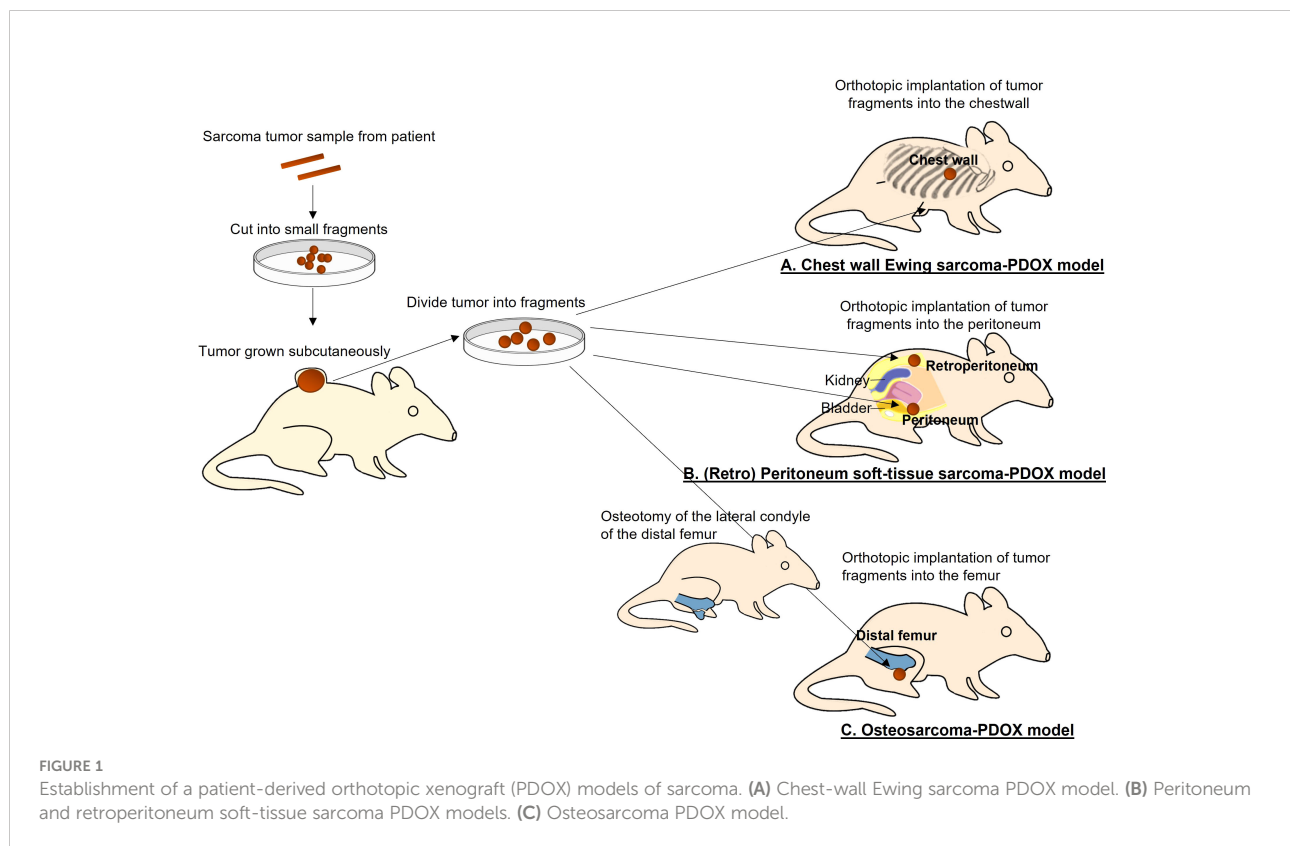 Sarcoma tumor sample from patient
Cut into small fragments
Tumor grown subcutaneously
Divide tumor into fragments
Orthotopic implantation of tumor
fragments into the chestwall
Chest wall
A. Chest wall Ewing sarcoma-PDOX model
Orthotopic implantation of tumor
fragments into the peritoneum
Retroperitoneum
Kidney
Bladder
Peritoneum
B. (Retro) Peritoneum soft-tissue sarcoma-PDOX model
Osteotomy of the lateral condyle
of the distal femur
Orthotopic implantation of tumor
fragments into the femur
Distal femur
C. Osteosarcoma-PDOX model
FIGURE 1
Establishment of a patient-derived orthotopic xenograft (PDOX) models of sarcoma. (A) Chest-wall Ewing sarcoma PDOX model. (B) Peritoneum
and retroperitoneum soft-tissue sarcoma PDOX models. (C) Osteosarcoma PDOX model.